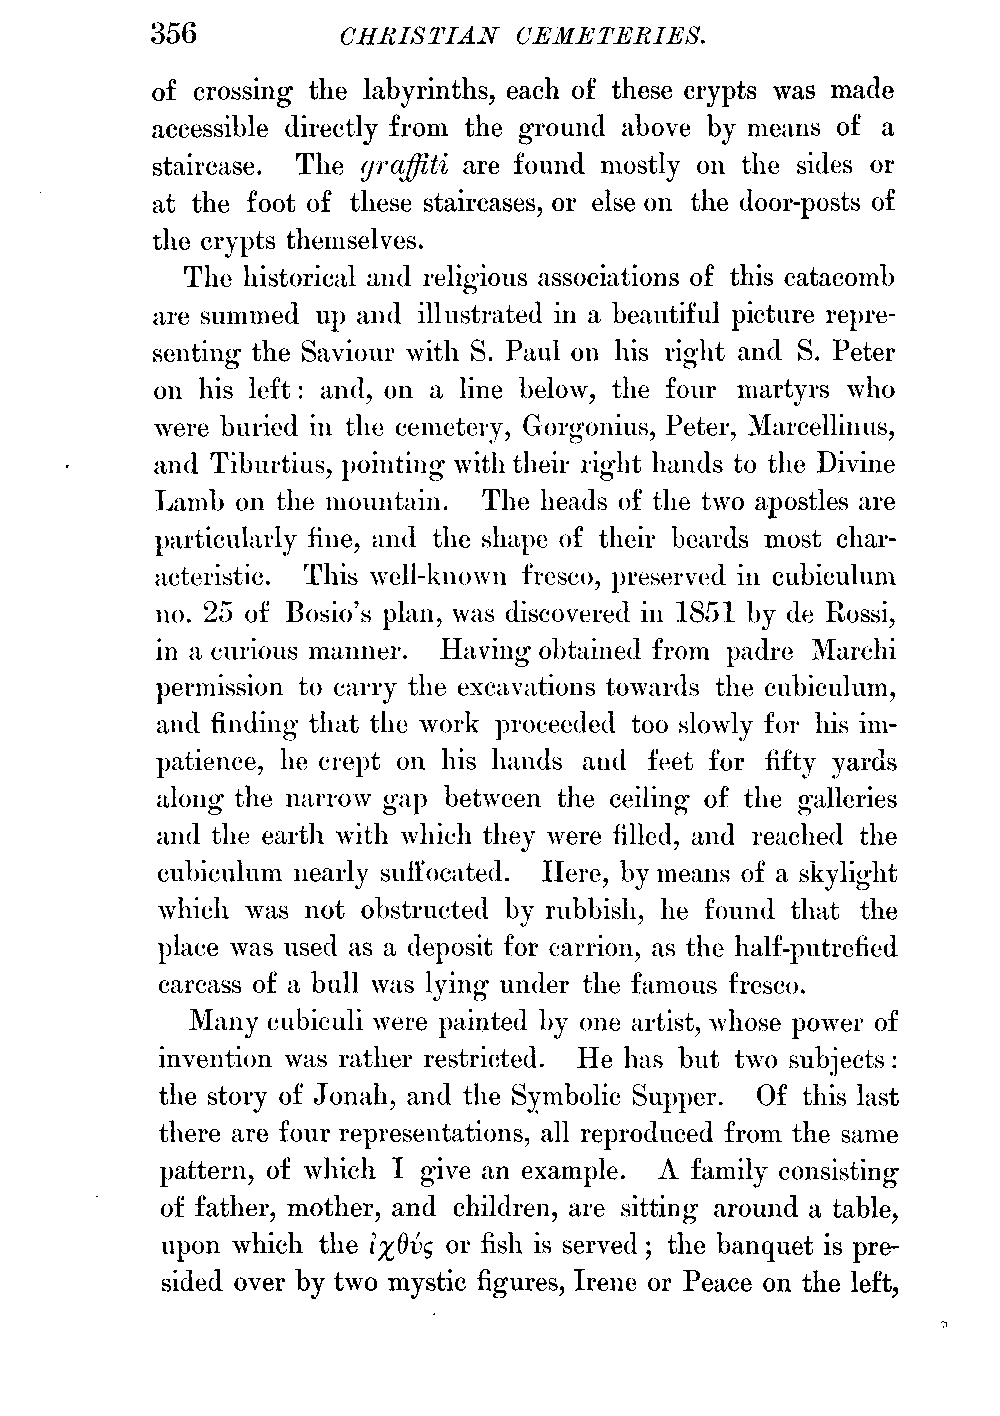 356 CHRISTIAN CEMETERIES.
of crossing the labyrinths, each of these crypts was made
accessible directly from the ground above by means of a
staircase. The graffiti are found mostly on the sides or
at the foot of these staircases, or else on the door-posts of
the crypts themselves.
The historical and religious associations of this catacomb
are summed up and illustrated in a beautiful picture repre-
senting the Saviour with S. Paul on his right and S. Peter
on his left: and, on a line below, the four martyrs who
were buried in the cemetery, Gorgonius, Peter, Marcellinus,
and Tiburtius, pointing with their right hands to the Divine
Lamb on the mountain. The heads of the two apostles are
particularly fine, and the shape of their beards most char-
acteristic. This well-known fresco, preserved in cubiculum
no. 25 of Bosio's plan, was discovered in 1851 by de Rossi,
in a curious manner. Having obtained from padre Marchi
permission to carry the excavations towards the cubiculum,
and finding that the work proceeded too slowly for his im-
patience, he crept on his hands and feet for fifty yards
along the narrow gap between the ceiling of the galleries
and the earth with which they were filled, and reached the
cubiculum nearly suffocated. Here, by means of a skylight
which was not obstructed by rubbish, he found that the
place was used as a deposit for carrion, as the half-putrefied
carcass of a bull was lying under the famous fresco.
Many cubiculi were painted by one artist, whose power of
invention was rather restricted. He has but two subjects:
the story of Jonah, and the Symbolic Supper. Of this last
there are four representations, all reproduced from the same
pattern, of which I give an example. A family consisting
of father, mother, and children, are sitting around a table,
upon which the ἰχθύς or fish is served; the banquet is pre-
sided over by two mystic figures, Irene or Peace on the left,